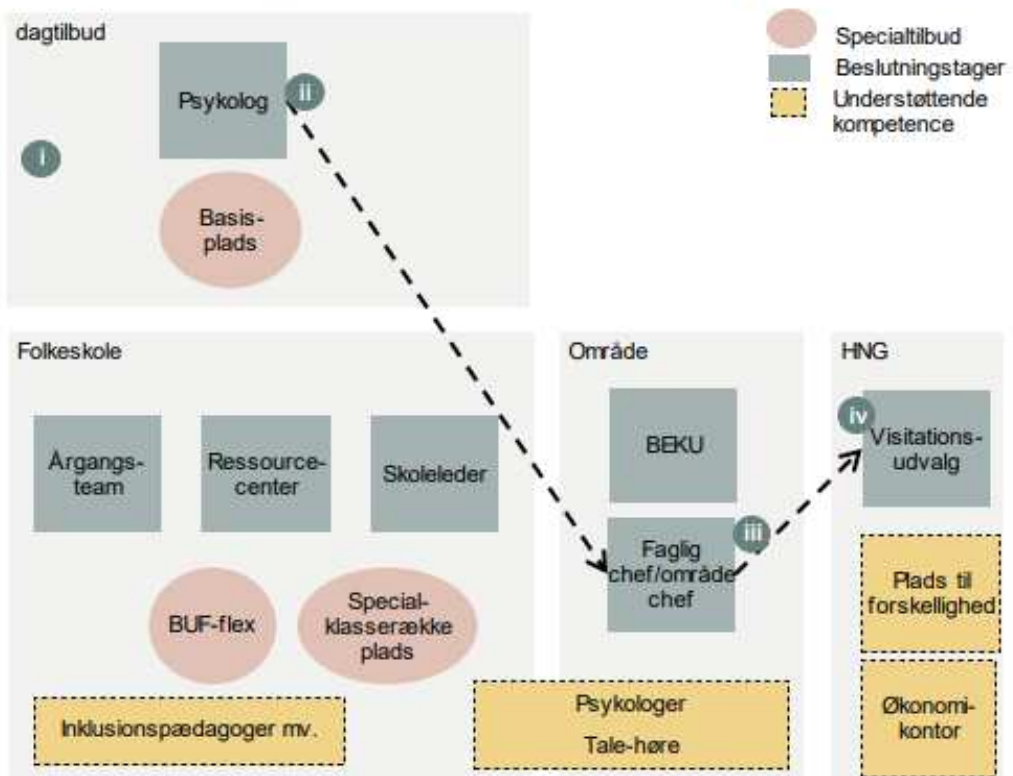 dagtilbud
Psykolog
ii
i
Basis-
plads
Specialtilbud
Beslutningstager
Understøttende
kompetence
Folkeskole
Årgangs-
team
Ressource-
center
Skoleleder
BUF-flex
Special-
klasserække
plads
Inklusionspædagoger mv.
Område
BEKU
Faglig
chef/område
chef
iii
Psykologer
Tale-høre
HNG
iv
Visitations-
udvalg
Plads til
forskellighed
Økonomi-
kontor